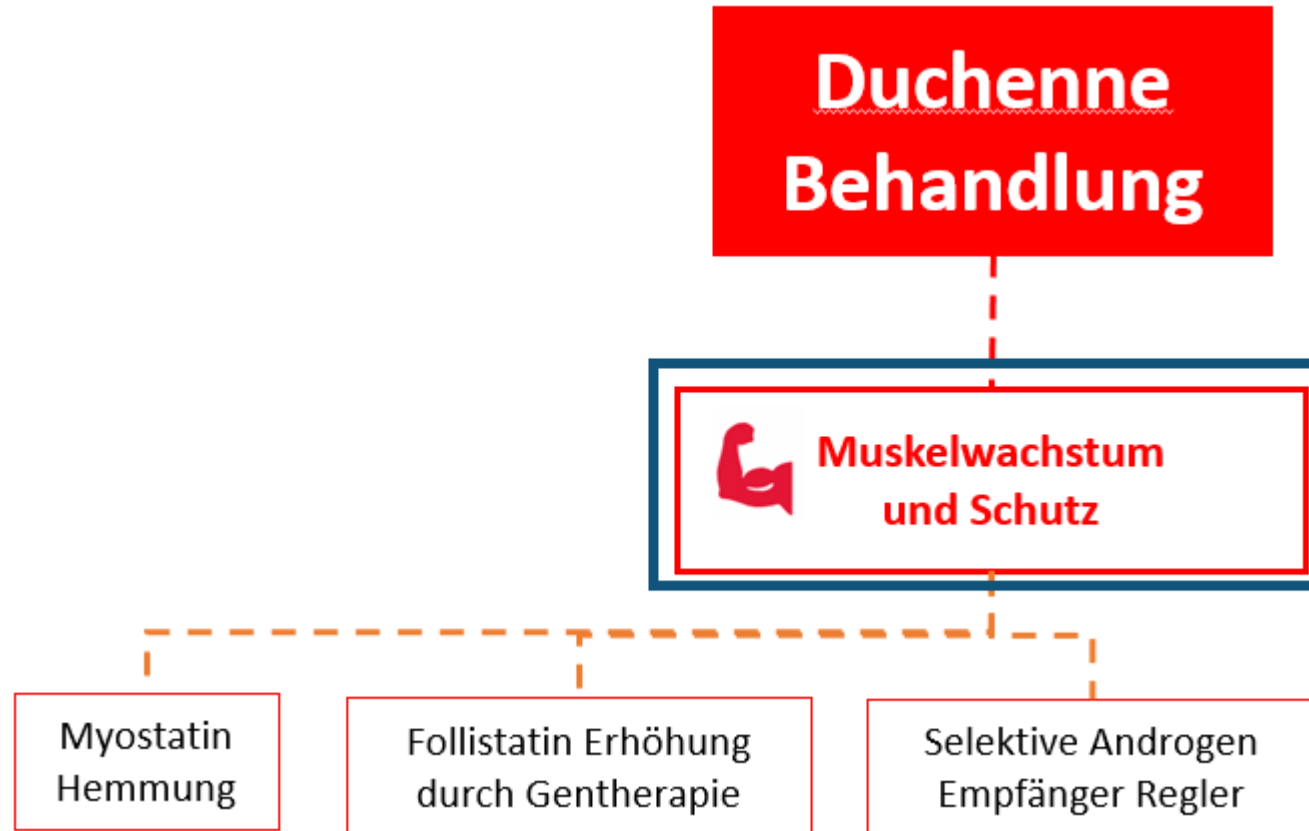 Duchenne
Behandlung
Muskelwachstum
und Schutz
Myostatin
Hemmung
Follistatin Erhöhung
durch Gentherapie
Selektive Androgen
Empfänger Regler